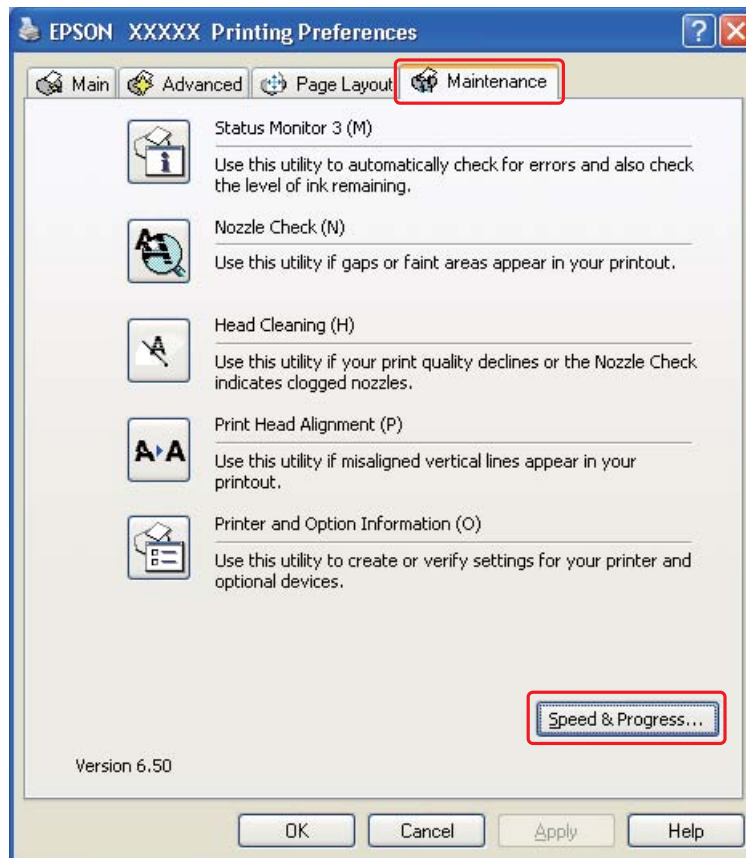 EPSON XXXXX Printing Preferences
Main Advanced Page Layout Maintenance
Status Monitor 3 (M)
Use this utility to automatically check for errors and also check
the level of ink remaining.
Nozzle Check (N)
Use this utility if gaps or faint areas appear in your printout.
Head Cleaning (H)
Use this utility if your print quality declines or the Nozzle Check
indicates clogged nozzles.
Print Head Alignment (P)
Use this utility if misaligned vertical lines appear in your
printout.
Printer and Option Information (O)
Use this utility to create or verify settings for your printer and
optional devices.
Speed & Progress...
Version 6.50
OK Cancel Apply Help